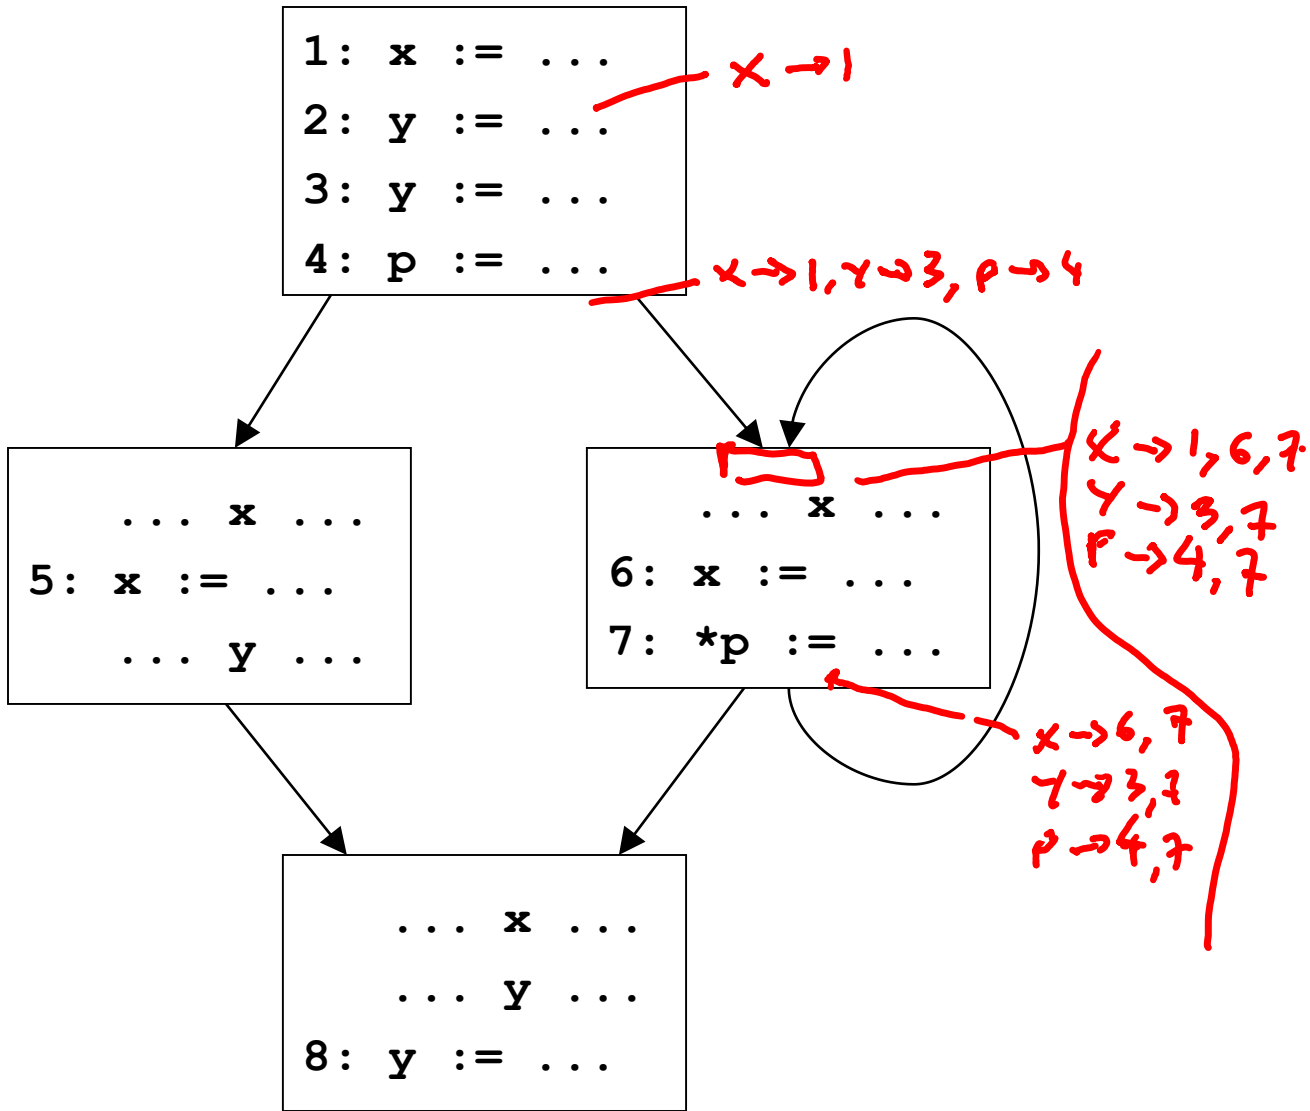 1: x := ...
x → 1
2: y := ...
3: y := ...
4: p := ...
x → 1, y → 3, p → 4
... x ...
5: x := ...
... y ...
... x ...
6: x := ...
7: *p := ...
x → 1, 6, 7
y → 3, 7
p → 4, 7
x → 6, 7
y → 3, 7
p → 4, 7
... x ...
... y ...
8: y := ...